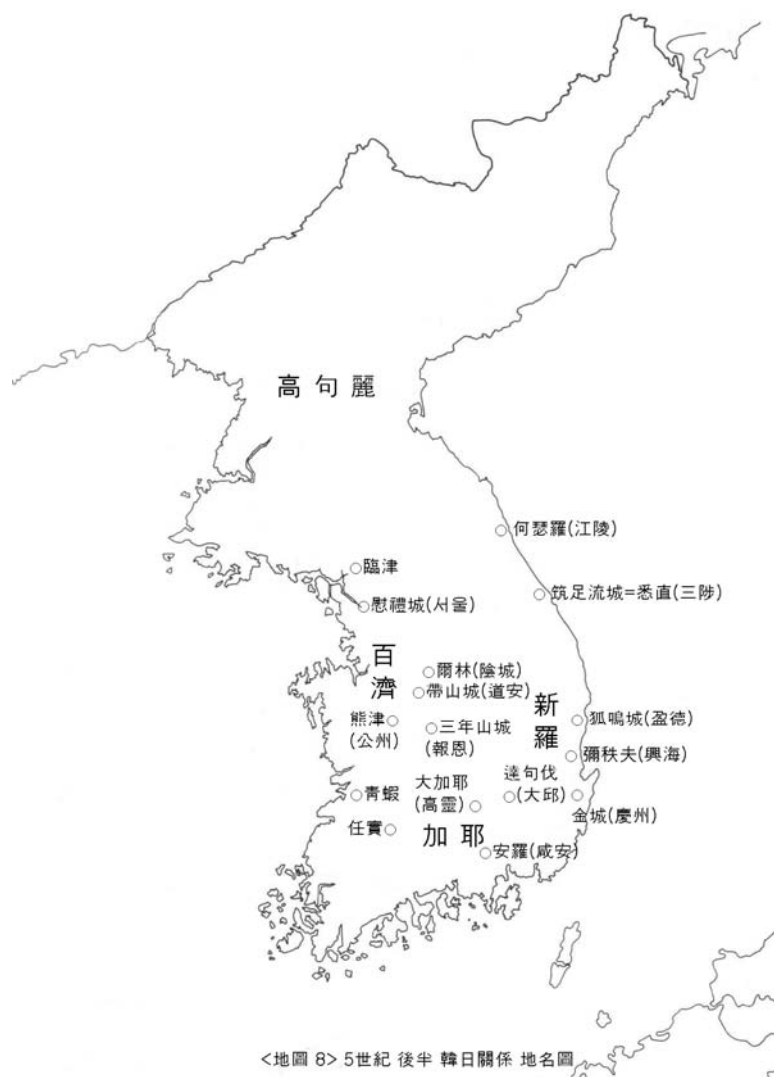 高句麗
何瑟羅(江陵)
臨津
筑足流城=悉直(三陟)
慰禮城(서울)
百濟
爾林(陰城)
帶山城(道安)
新羅
熊津
(公州)
三年山城
(報恩)
狐鳴城(盈德)
彌秩夫(興海)
達句伐
(大邱)
大加耶
(高靈)
靑蝦
金城(慶州)
任實
加耶
安羅(咸安)
<地圖 8> 5世紀 後半 韓日關係 地名圖